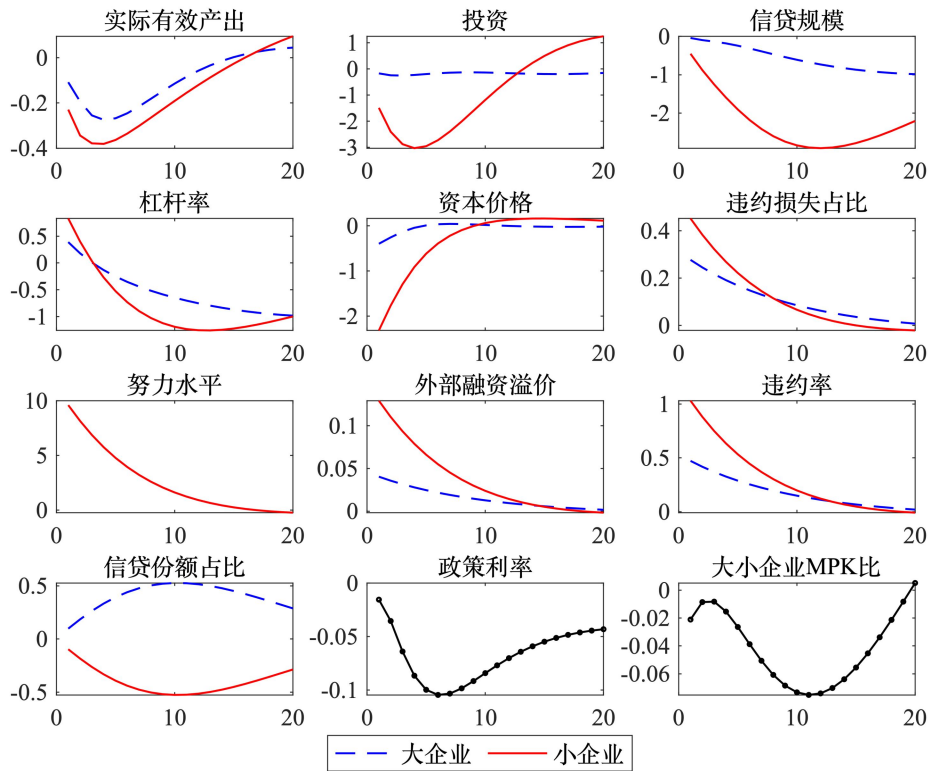 实际有效产出 投资 信贷规模
0 1 0
-0.2 0 -1
-0.4 -1 -2
-2
-3
0 10 20 0 10 20 0 10 20
杠杆率 资本价格 违约损失占比
0.5 0 0.4
0 -1 0.2
-0.5 -2 0
-1
0 10 20 0 10 20 0 10 20
努力水平 外部融资溢价 违约率
10 0.1 1
5 0.05 0.5
0 0 0
0 10 20 0 10 20 0 10 20
信贷份额占比 政策利率 大小企业MPK比
0.5 0 0
0 -0.05 -0.02
-0.5 -0.1 -0.04
-0.06
0 10 20 0 10 20 0 10 20
大企业 小企业